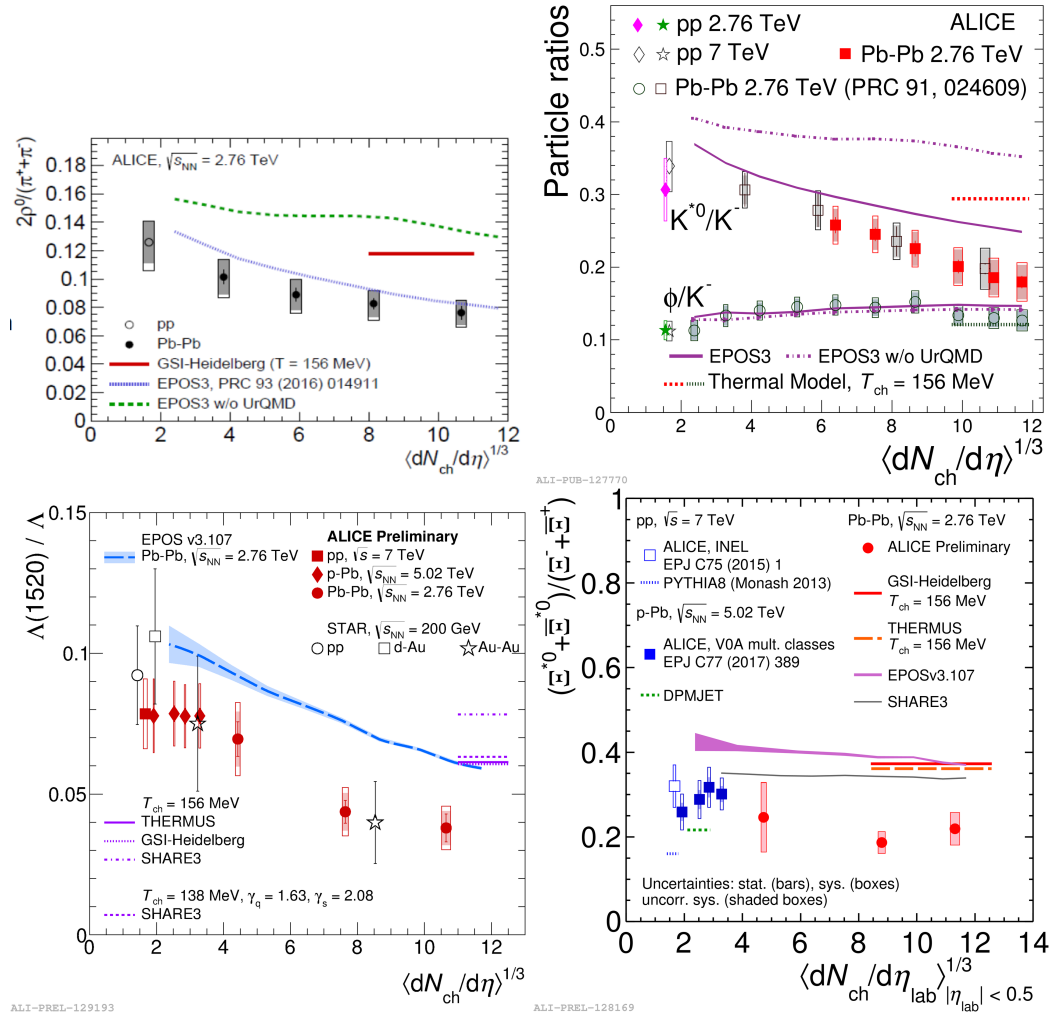 ALICE, √sNN = 2.76 TeV
2ρ0/(π++π-)
0.18
0.16
0.14
0.12
0.1
0.08
0.06
0.04
0.02
0
pp
Pb-Pb
GSI-Heidelberg (T = 156 MeV)
EPOS3, PRC 93 (2016) 014911
EPOS3 w/o UrQMD
0 2 4 6 8 10 12
⟨dNch/dη⟩1/3
Particle ratios
0.5
0.4
0.3
0.2
0.1
0
pp 2.76 TeV ALICE
pp 7 TeV Pb-Pb 2.76 TeV
Pb-Pb 2.76 TeV (PRC 91, 024609)
K*0/K-
ϕ/K-
EPOS3 EPOS3 w/o UrQMD
Thermal Model, Tch = 156 MeV
0 2 4 6 8 10 12
⟨dNch/dη⟩1/3
ALI-PUB-127770
Λ(1520) / Λ
0.15
0.1
0.05
0
EPOS v3.107
Pb-Pb, √sNN = 2.76 TeV
ALICE Preliminary
pp, √s = 7 TeV
p-Pb, √sNN = 5.02 TeV
Pb-Pb, √sNN = 2.76 TeV
STAR, √sNN = 200 GeV
pp d-Au Au-Au
Tch = 156 MeV
THERMUS
GSI-Heidelberg
SHARE3
Tch = 138 MeV, γq = 1.63, γs = 2.08
SHARE3
0 2 4 6 8 10 12
⟨dNch/dη⟩1/3
ALI-PREL-129193
(Ξ*0+Ξ̅*0)/(Ξ-+Ξ̅+)
1
0.8
0.6
0.4
0.2
0
pp, √s = 7 TeV
ALICE, INEL
EPJ C75 (2015) 1
PYTHIA8 (Monash 2013)
p-Pb, √sNN = 5.02 TeV
ALICE, V0A mult. classes
EPJ C77 (2017) 389
DPMJET
Pb-Pb, √sNN = 2.76 TeV
ALICE Preliminary
GSI-Heidelberg
Tch = 156 MeV
THERMUS
Tch = 156 MeV
EPOSv3.107
SHARE3
Uncertainties: stat. (bars), sys. (boxes)
uncorr. sys. (shaded boxes)
0 2 4 6 8 10 12 14
⟨dNch/dηlab⟩1/3 |ηlab| < 0.5
ALI-PREL-128169